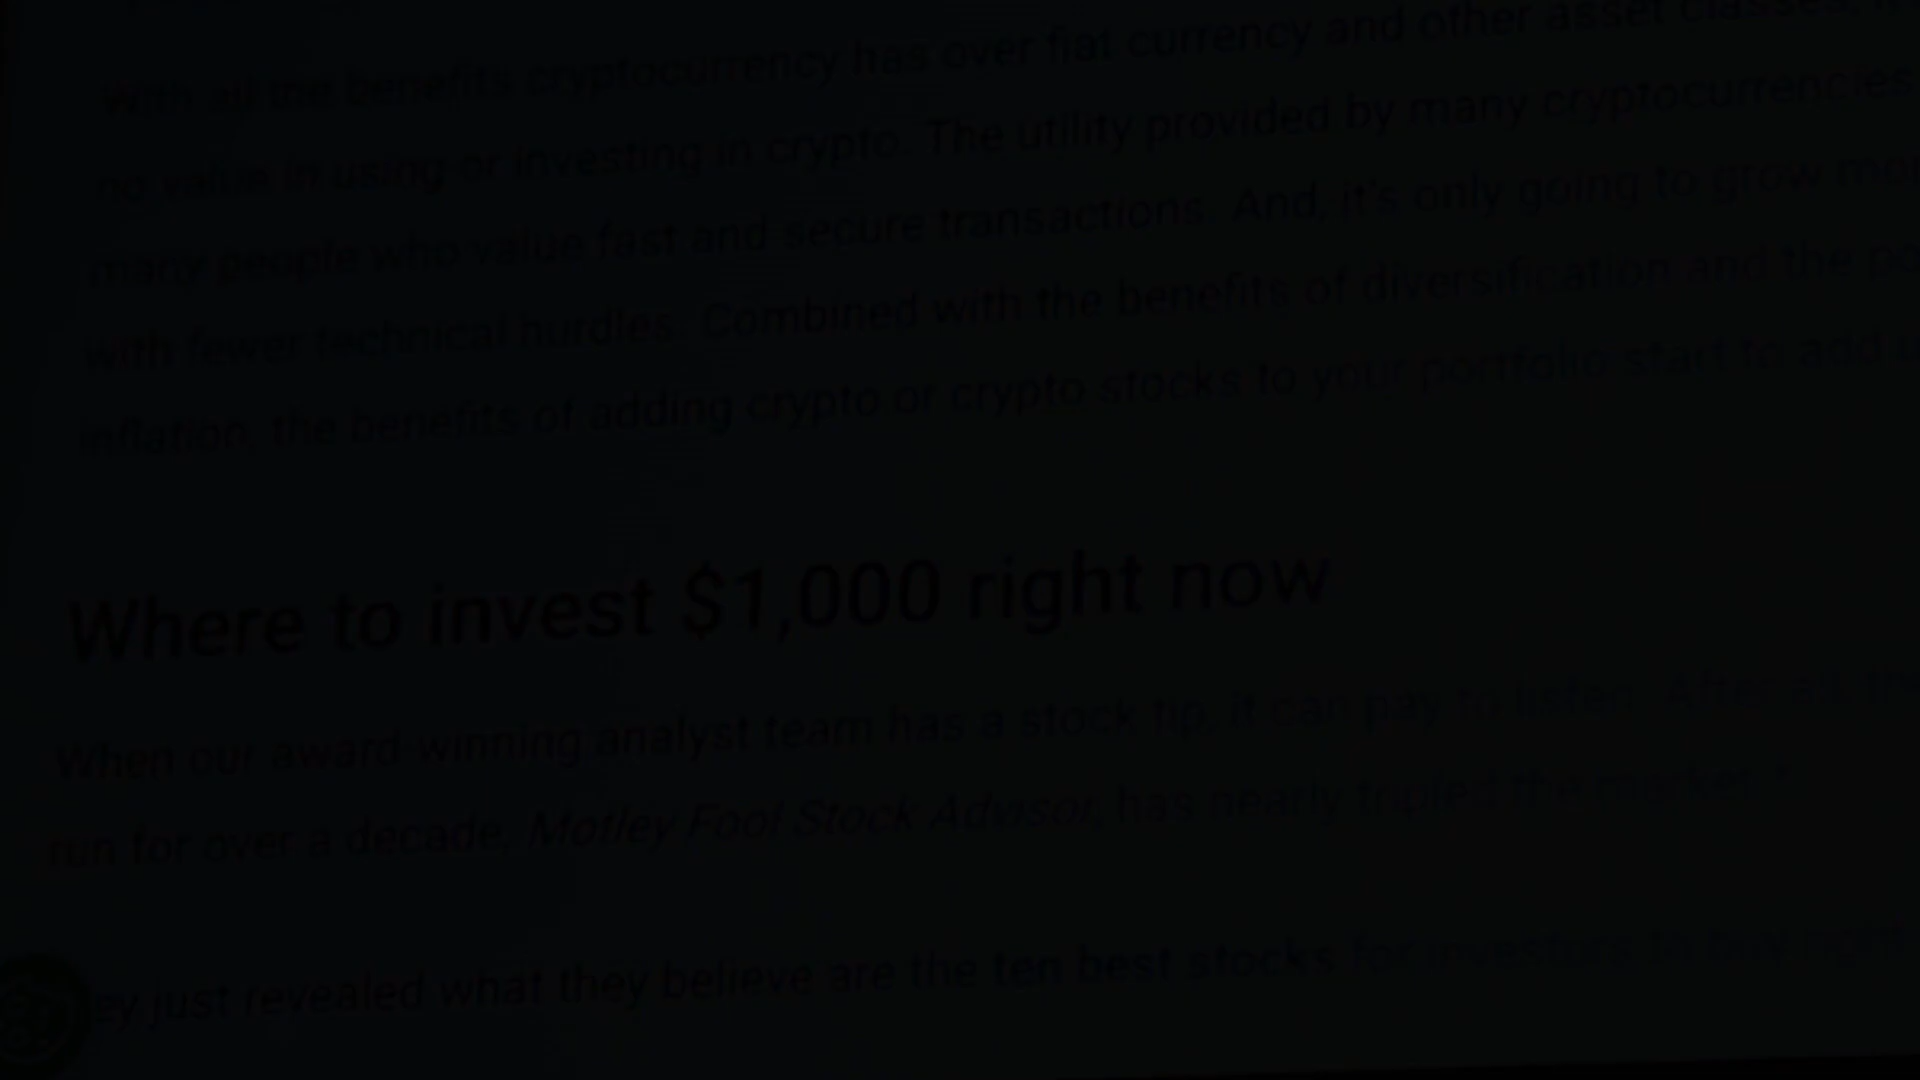 With all the benefits cryptocurrency has over fiat currency and other asset classes,
no value in using or investing in crypto. The utility provided by many cryptocurrencies
many people who value fast and secure transactions. And, it's only going to grow
with fewer technical hurdles. Combined with the benefits of diversification and the
inflation, the benefits of adding crypto or crypto stocks to your portfolio start to add
Where to invest $1,000 right now
When our award-winning analyst team has a stock tip, it can pay to listen. After all,
run for over a decade, Motley Fool Stock Advisor, has nearly tripled the market.*
ey just revealed what they believe are the ten best stocks for investors to buy right